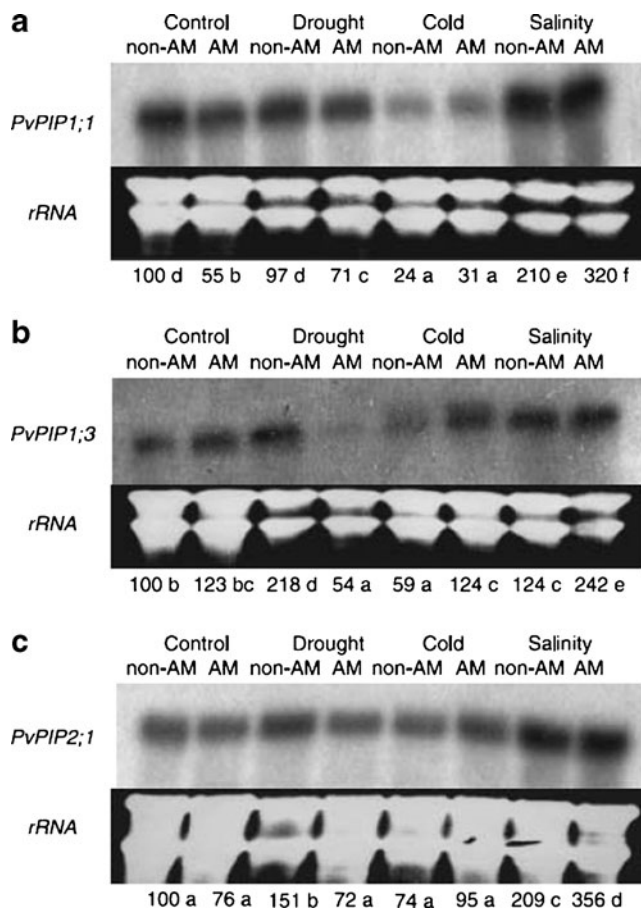 a
Control Drought Cold Salinity
non-AM AM non-AM AM non-AM AM non-AM AM
PvPIP1;1
rRNA
100 d 55 b 97 d 71 c 24 a 31 a 210 e 320 f
b
Control Drought Cold Salinity
non-AM AM non-AM AM non-AM AM non-AM AM
PvPIP1;3
rRNA
100 b 123 bc 218 d 54 a 59 a 124 c 124 c 242 e
c
Control Drought Cold Salinity
non-AM AM non-AM AM non-AM AM non-AM AM
PvPIP2;1
rRNA
100 a 76 a 151 b 72 a 74 a 95 a 209 c 356 d